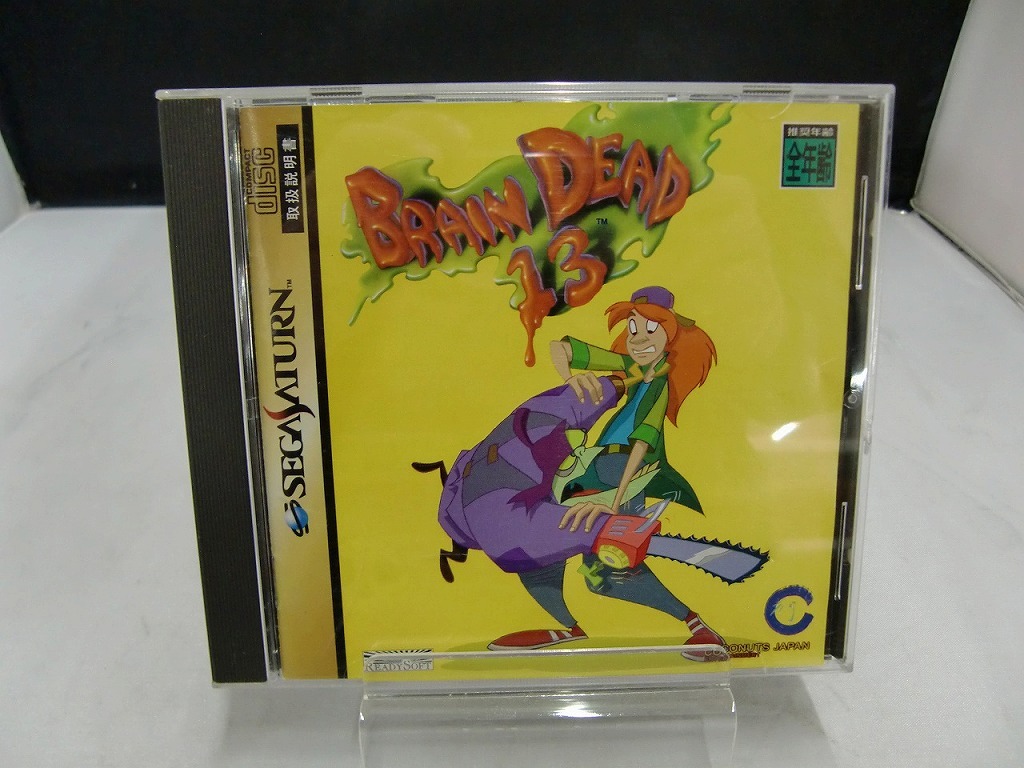 COMPACT
disc
取扱説明書
SEGA SATURN™
BRAIN DEAD
™
13
推奨年齢
全年齢
READYSOFT
COCONUTS JAPAN